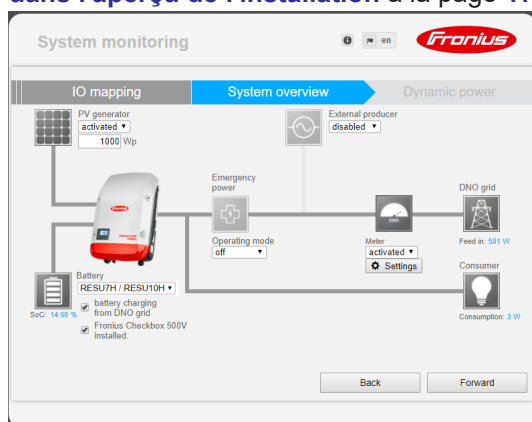 dans l'aperçu de l'installation à la page
System monitoring
en
Fronius
IO mapping
System overview
Dynamic power
PV generator
activated
1000 Wp
External producer
disabled
Emergency
power
Operating mode
off
Meter
activated
Settings
DNO grid
Feed in: 501 W
Battery
RESU7H / RESU10H
battery charging
from DNO grid
Fronius Checkbox 500V
installed.
SoC: 14 50 %
Consumer
Consumption: 3 W
Back
Forward